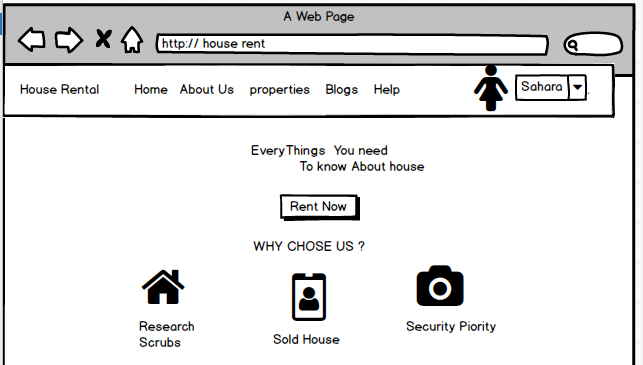 A Web Page
http:// house rent
House Rental Home About Us properties Blogs Help Sahara
EveryThings You need
To know About house
Rent Now
WHY CHOSE US ?
Research
Scrubs
Sold House
Security Piority